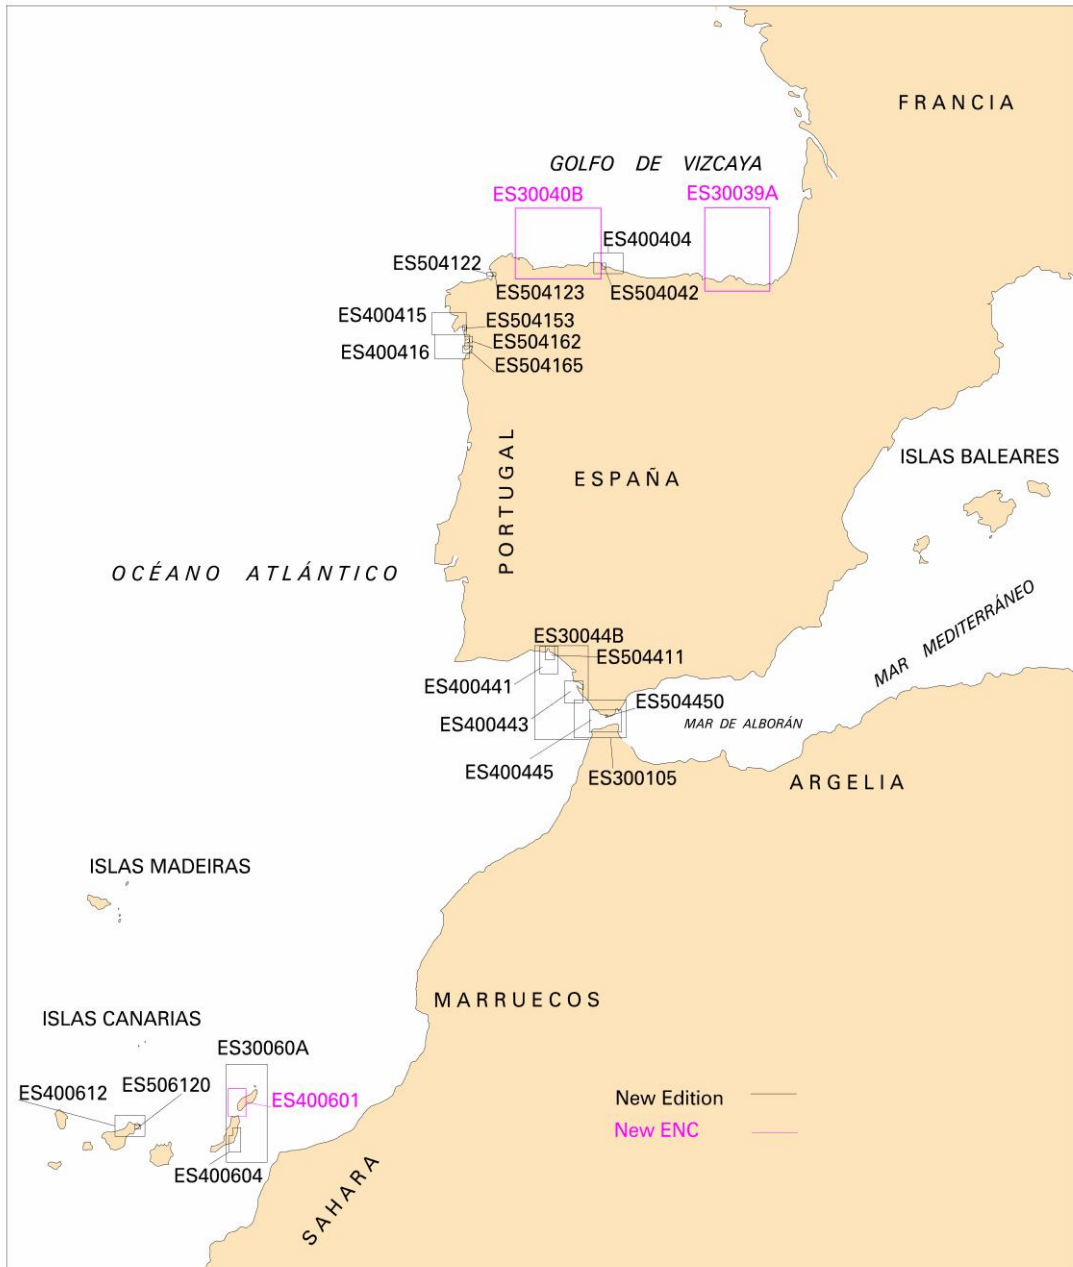 FRANCIA
GOLFO DE VIZCAYA
ES30040B
ES30039A
ES400404
ES504122
ES504123
ES504042
ES400415
ES504153
ES504162
ES400416
ES504165
PORTUGAL
ESPAÑA
ISLAS BALEARES
OCÉANO ATLÁNTICO
MAR MEDITERRÁNEO
ES30044B
ES504411
ES400441
ES504450
ES400443
MAR DE ALBORÁN
ES400445
ES300105
ARGELIA
ISLAS MADEIRAS
MARRUECOS
ISLAS CANARIAS
ES30060A
ES400612
ES506120
ES400601
New Edition
New ENC
ES400604
SAHARA